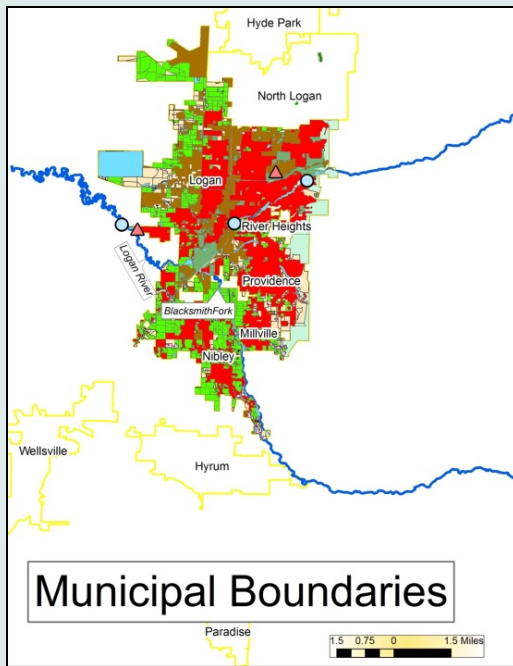 Hyde Park
North Logan
Logan
River Heights
Logan River
Providence
BlacksmithFork
Millville
Nibley
Wellsville
Hyrum
Municipal Boundaries
Paradise
1.5 0.75 0 1.5 Miles